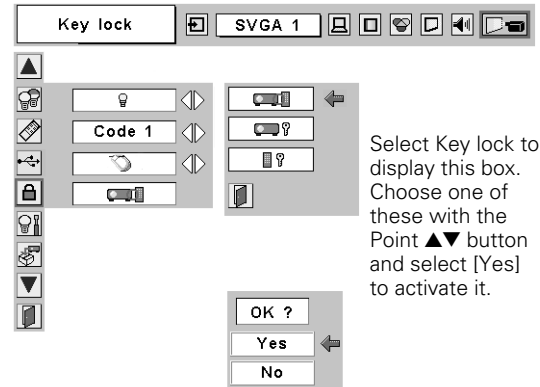 Key lock
SVGA 1
Code 1
Select Key lock to
display this box.
Choose one of
these with the
Point ▲▼ button
and select [Yes]
to activate it.
OK ?
Yes
No